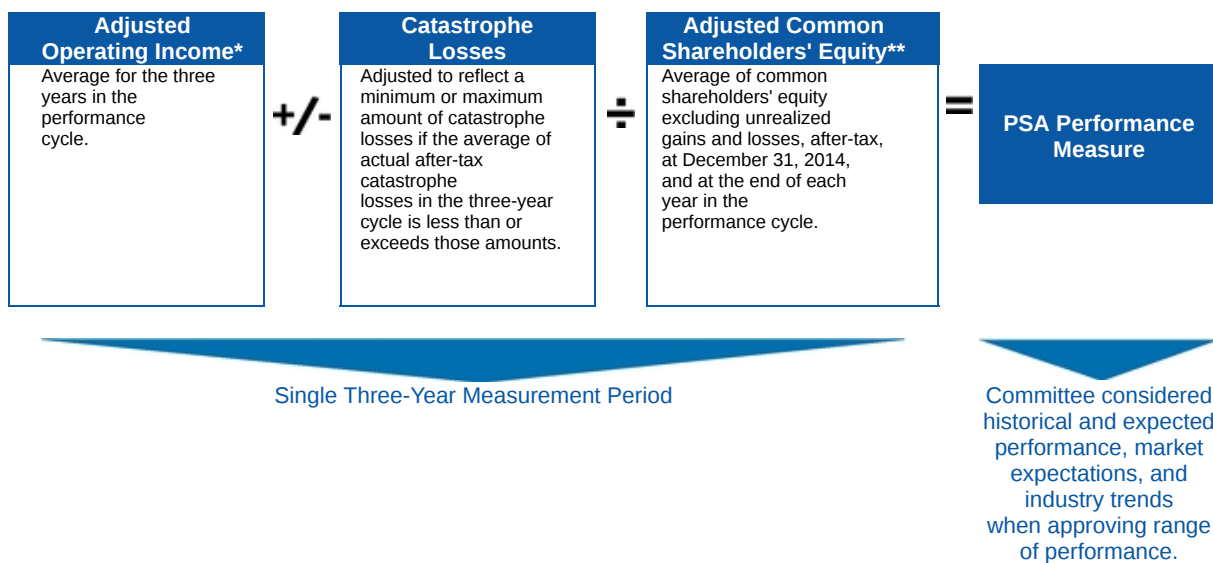 Adjusted
Operating Income*
Average for the three
years in the
performance
cycle.
+/-
Catastrophe
Losses
Adjusted to reflect a
minimum or maximum
amount of catastrophe
losses if the average of
actual after-tax
catastrophe
losses in the three-year
cycle is less than or
exceeds those amounts.
÷
Adjusted Common
Shareholders' Equity**
Average of common
shareholders' equity
excluding unrealized
gains and losses, after-tax,
at December 31, 2014,
and at the end of each
year in the
performance cycle.
=
PSA Performance
Measure
Single Three-Year Measurement Period
Committee considered
historical and expected
performance, market
expectations, and
industry trends
when approving range
of performance.